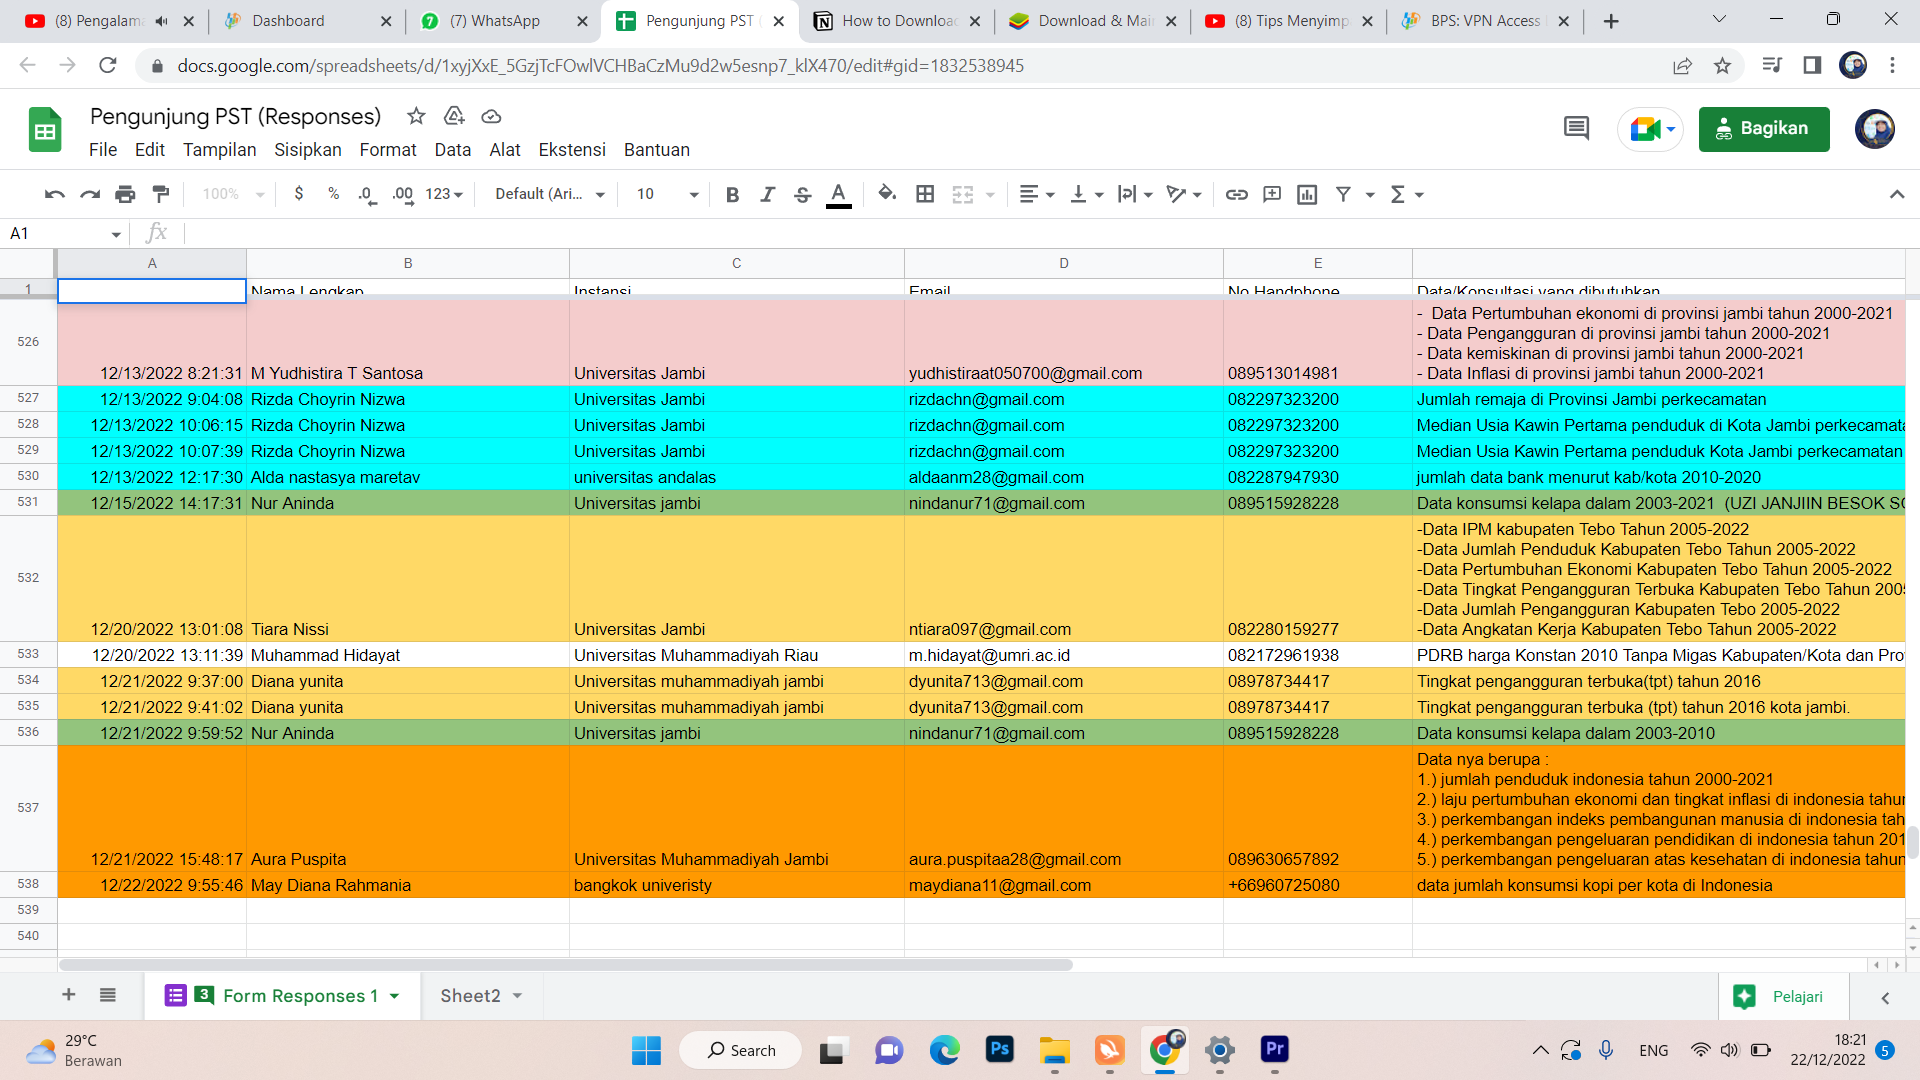 (8) Pengalama
Dashboard
(7) WhatsApp
Pengunjung PST (
How to Downloa
Download & Mai
(8) Tips Menyimp
BPS: VPN Access
docs.google.com/spreadsheets/d/1xyjXxE_5GzjTcFOwlVCHBaCzMu9d2w5esnp7_klX470/edit#gid=1832538945
Pengunjung PST (Responses)
File Edit Tampilan Sisipkan Format Data Alat Ekstensi Bantuan
Bagikan
100% $ % .0 .00 123 Default (Ari... 10 B I S A
A1 fx
A B C D E
1 Nama Lengkap Instansi Email No Handphone Data/Konsultasi yang dibutuhkan
- Data Pertumbuhan ekonomi di provinsi jambi tahun 2000-2021
- Data Pengangguran di provinsi jambi tahun 2000-2021
- Data kemiskinan di provinsi jambi tahun 2000-2021
526 12/13/2022 8:21:31 M Yudhistira T Santosa Universitas Jambi yudhistiraat050700@gmail.com 089513014981 - Data Inflasi di provinsi jambi tahun 2000-2021
527 12/13/2022 9:04:08 Rizda Choyrin Nizwa Universitas Jambi rizdachn@gmail.com 082297323200 Jumlah remaja di Provinsi Jambi perkecamatan
528 12/13/2022 10:06:15 Rizda Choyrin Nizwa Universitas Jambi rizdachn@gmail.com 082297323200 Median Usia Kawin Pertama penduduk di Kota Jambi perkecamata
529 12/13/2022 10:07:39 Rizda Choyrin Nizwa Universitas Jambi rizdachn@gmail.com 082297323200 Median Usia Kawin Pertama penduduk Kota Jambi perkecamatan
530 12/13/2022 12:17:30 Alda nastasya maretav universitas andalas aldaanm28@gmail.com 082287947930 jumlah data bank menurut kab/kota 2010-2020
531 12/15/2022 14:17:31 Nur Aninda Universitas jambi nindanur71@gmail.com 089515928228 Data konsumsi kelapa dalam 2003-2021 (UZI JANJIIN BESOK SO
-Data IPM kabupaten Tebo Tahun 2005-2022
-Data Jumlah Penduduk Kabupaten Tebo Tahun 2005-2022
-Data Pertumbuhan Ekonomi Kabupaten Tebo Tahun 2005-2022
-Data Tingkat Pengangguran Terbuka Kabupaten Tebo Tahun 2005
-Data Jumlah Pengangguran Kabupaten Tebo 2005-2022
532 12/20/2022 13:01:08 Tiara Nissi Universitas Jambi ntiara097@gmail.com 082280159277 -Data Angkatan Kerja Kabupaten Tebo Tahun 2005-2022
533 12/20/2022 13:11:39 Muhammad Hidayat Universitas Muhammadiyah Riau m.hidayat@umri.ac.id 082172961938 PDRB harga Konstan 2010 Tanpa Migas Kabupaten/Kota dan Pro
534 12/21/2022 9:37:00 Diana yunita Universitas muhammadiyah jambi dyunita713@gmail.com 08978734417 Tingkat pengangguran terbuka(tpt) tahun 2016
535 12/21/2022 9:41:02 Diana yunita Universitas muhammadiyah jambi dyunita713@gmail.com 08978734417 Tingkat pengangguran terbuka (tpt) tahun 2016 kota jambi.
536 12/21/2022 9:59:52 Nur Aninda Universitas jambi nindanur71@gmail.com 089515928228 Data konsumsi kelapa dalam 2003-2010
Data nya berupa :
1.) jumlah penduduk indonesia tahun 2000-2021
2.) laju pertumbuhan ekonomi dan tingkat inflasi di indonesia tahun
3.) perkembangan indeks pembangunan manusia di indonesia tah
4.) perkembangan pengeluaran pendidikan di indonesia tahun 201
537 12/21/2022 15:48:17 Aura Puspita Universitas Muhammadiyah Jambi aura.puspitaa28@gmail.com 089630657892 5.) perkembangan pengeluaran atas kesehatan di indonesia tahun
538 12/22/2022 9:55:46 May Diana Rahmania bangkok univeristy maydiana11@gmail.com +66960725080 data jumlah konsumsi kopi per kota di Indonesia
539
540
3 Form Responses 1 Sheet2 Pelajari
29°C
Berawan
Search
Ps
Pr
ENG
18:21
22/12/2022
5